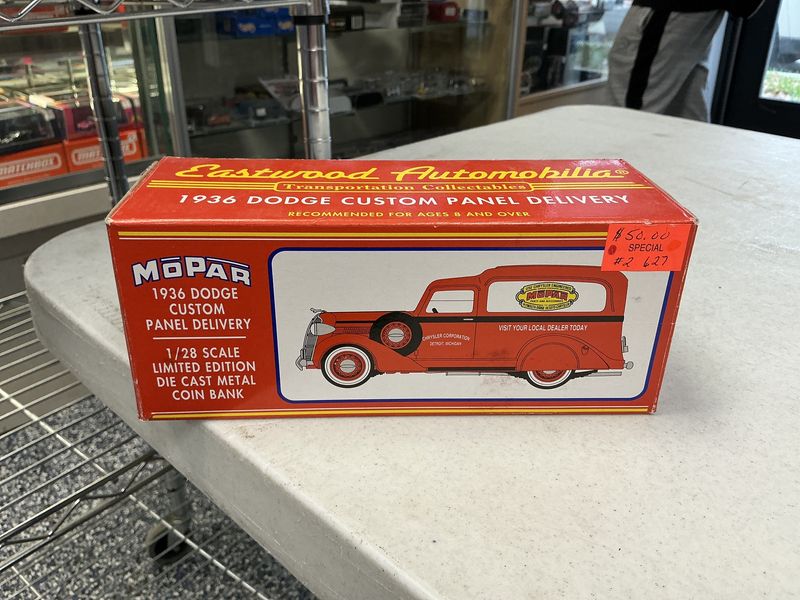 Eastwood Automobilia®
Transportation Collectables
1936 DODGE CUSTOM PANEL DELIVERY
RECOMMENDED FOR AGES 8 AND OVER
$50.00
SPECIAL
#2 627
MOPAR
1936 DODGE
CUSTOM
PANEL DELIVERY
1/28 SCALE
LIMITED EDITION
DIE CAST METAL
COIN BANK
MOPAR
VISIT YOUR LOCAL DEALER TODAY
CHRYSLER CORPORATION
DETROIT, MICHIGAN
MATCHBOX